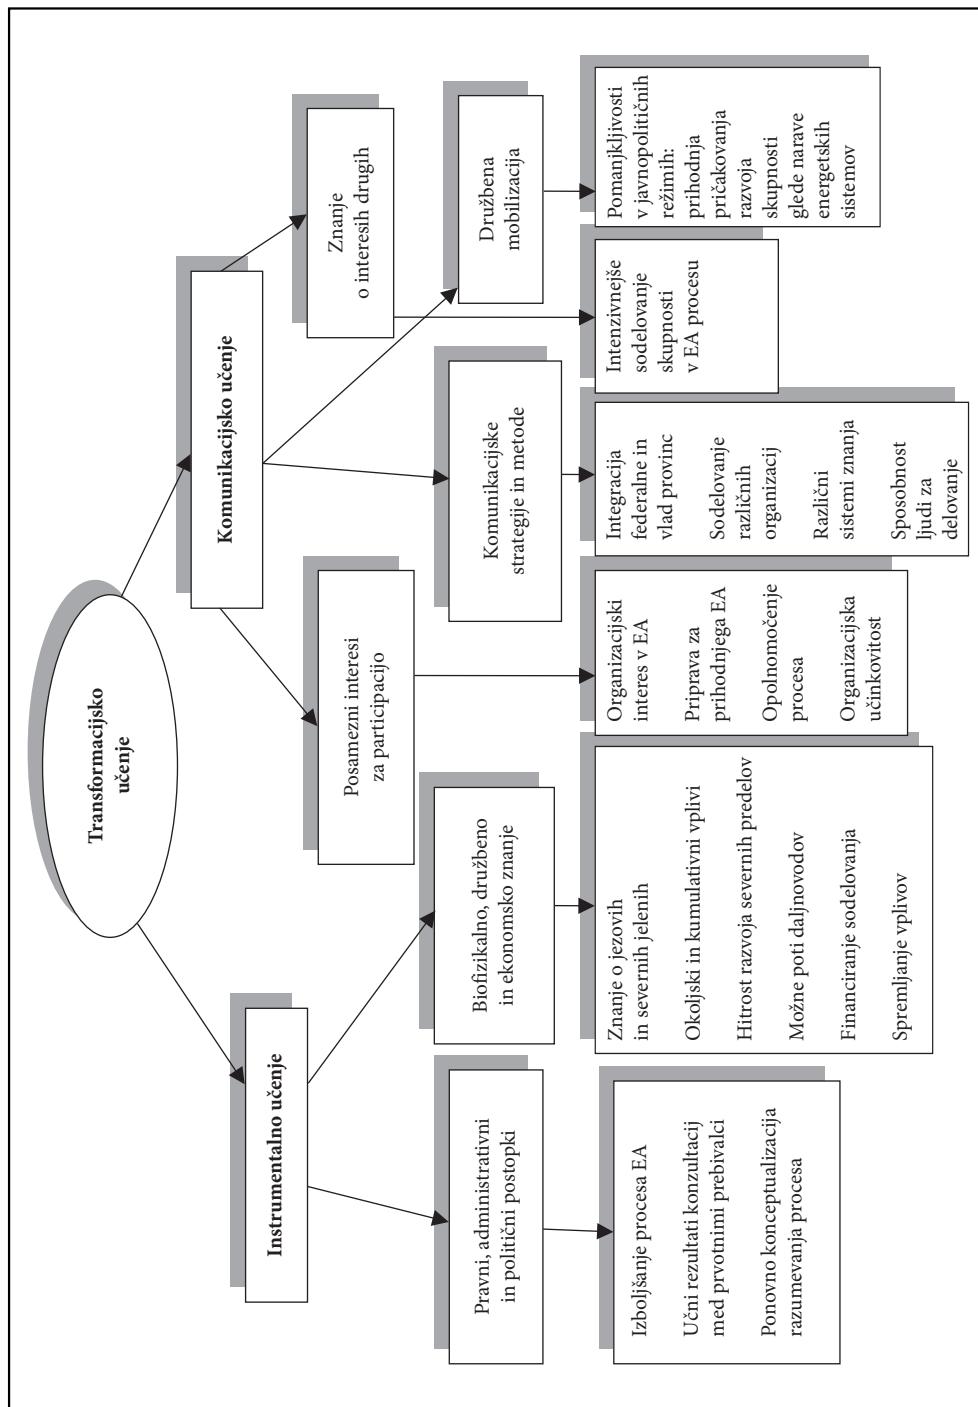 Transformacijsko
učenje
Instrumentalno učenje
Komunikacijsko učenje
Pravni, administrativni
in politični postopki
Biofizikalno, družbeno
in ekonomsko znanje
Posamezni interesi
za participacijo
Komunikacijske
strategije in metode
Znanje
o interesih drugih
Družbena
mobilizacija
Izboljšanje procesa EA
Učni rezultati konzultacij
med prvotnimi prebivalci
Ponovno konceptualizacija
razumevanja procesa
Znanje o jezovih
in severnih jelenih
Okoljski in kumulativni vplivi
Hitrost razvoja severnih predelov
Možne poti daljnovodov
Financiranje sodelovanja
Spremljanje vplivov
Organizacijski
interes v EA
Priprava za
prihodnjega EA
Opolnomočenje
procesa
Organizacijska
učinkovitost
Integracija
federalne in
vlad provinc
Sodelovanje
različnih
organizacij
Različni
sistemi znanja
Sposobnost
ljudi za
delovanje
Intenzivnejše
sodelovanje
skupnosti
v EA procesu
Pomanjkljivosti
v javnopolitičnih
režimih:
prihodnja
pričakovanja
razvoja
skupnosti
glede narave
energetskih
sistemov